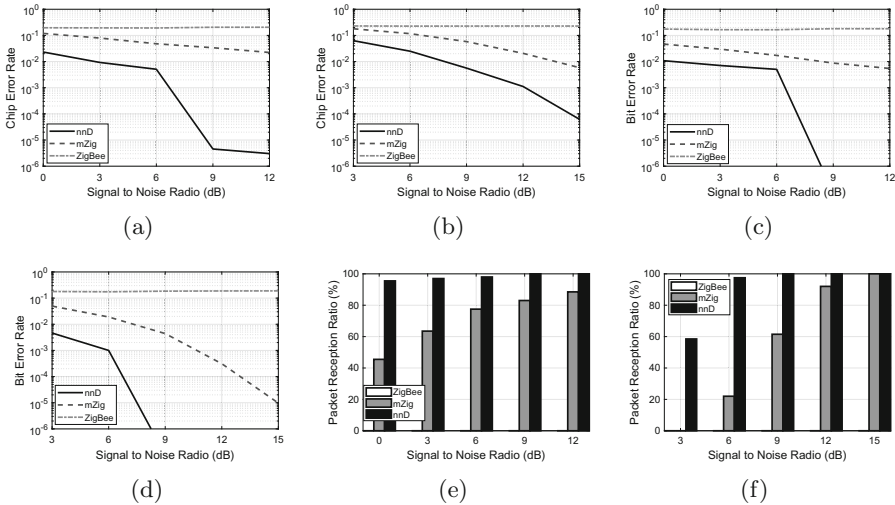 10^0
10^-1
10^-2
10^-3
10^-4
10^-5
10^-6
Chip Error Rate
nnD
mZig
ZigBee
0 3 6 9 12
Signal to Noise Radio (dB)
(a)
10^0
10^-1
10^-2
10^-3
10^-4
10^-5
10^-6
Chip Error Rate
nnD
mZig
ZigBee
3 6 9 12 15
Signal to Noise Radio (dB)
(b)
10^0
10^-1
10^-2
10^-3
10^-4
10^-5
10^-6
Bit Error Rate
nnD
mZig
ZigBee
0 3 6 9 12
Signal to Noise Radio (dB)
(c)
10^0
10^-1
10^-2
10^-3
10^-4
10^-5
10^-6
Bit Error Rate
nnD
mZig
ZigBee
3 6 9 12 15
Signal to Noise Radio (dB)
(d)
100
80
60
40
20
0
Packet Reception Ratio (%)
ZigBee
mZig
nnD
0 3 6 9 12
Signal to Noise Radio (dB)
(e)
100
80
60
40
20
0
Packet Reception Ratio (%)
ZigBee
mZig
nnD
3 6 9 12 15
Signal to Noise Radio (dB)
(f)